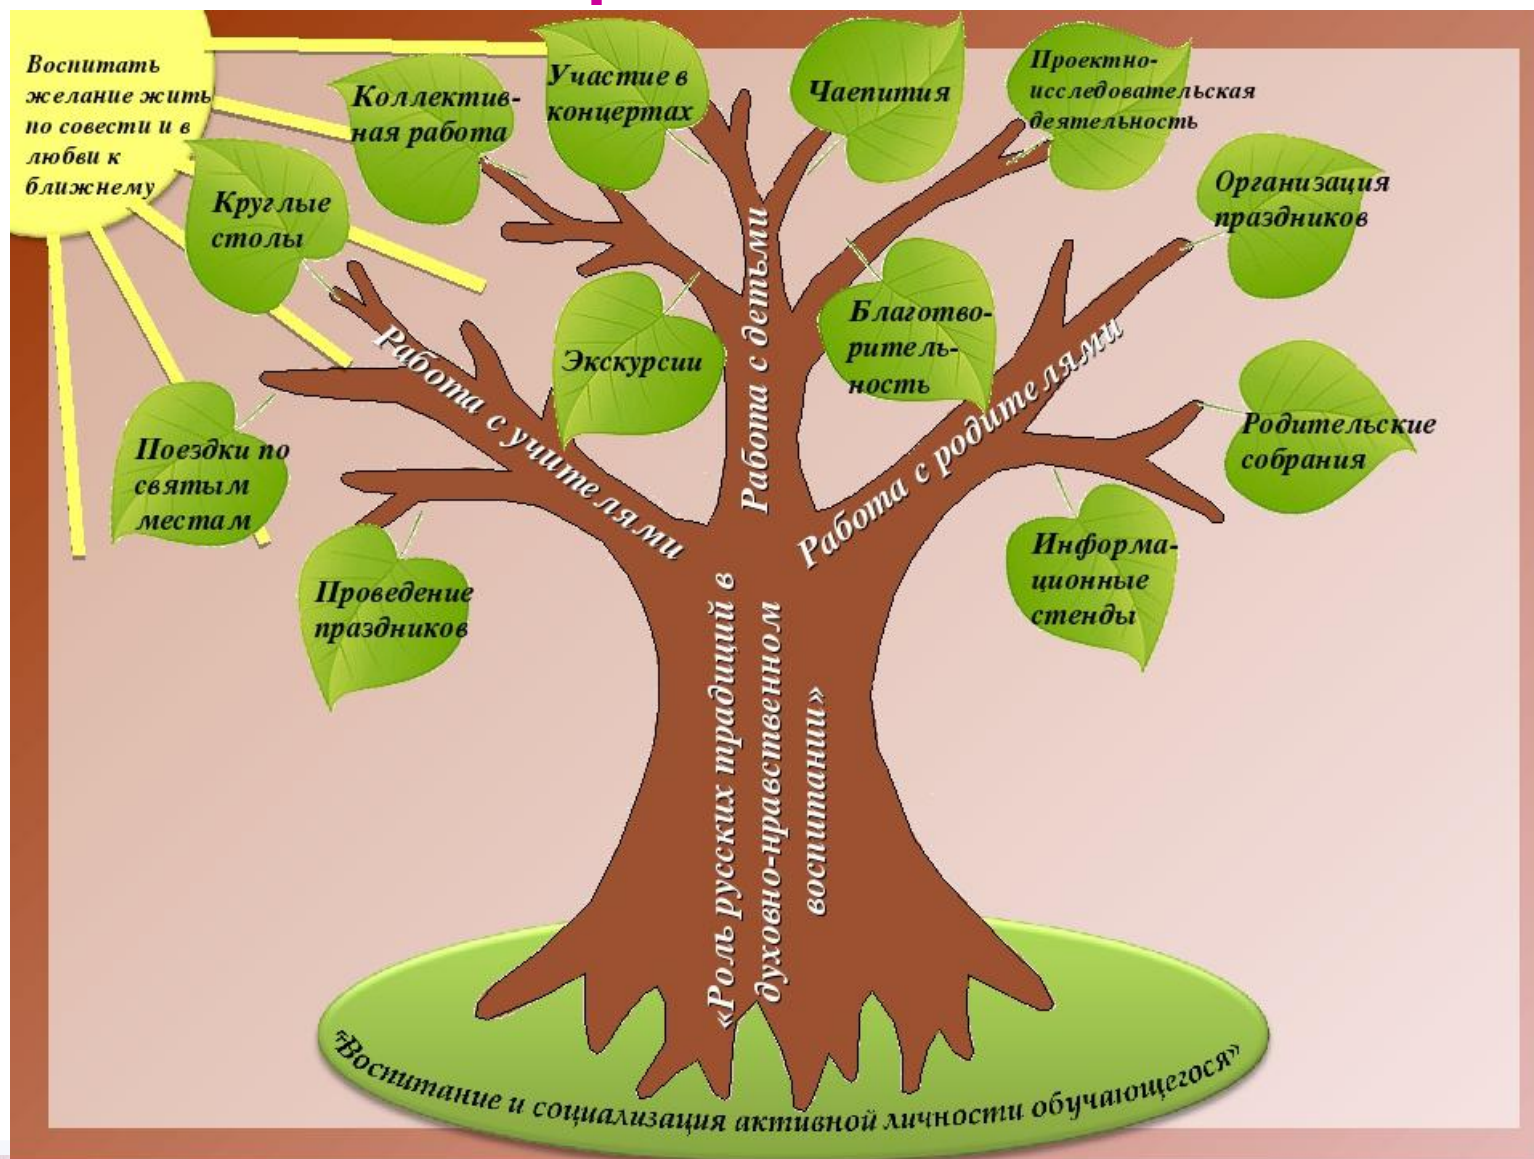 Воспитать
желание жить
по совести и в
любви к
ближнему
Круглые
столы
Коллектив-
ная работа
Участие в
концертах
Чаепития
Проектно-
исследовательская
деятельность
Организация
праздников
Экскурсии
Благотво-
ритель-
ность
Родительские
собрания
Поездки по
святым
местам
Проведение
праздников
Информа-
ционные
стенды
Работа с учителями
Работа с детьми
Работа с родителями
«Роль русских традиций в
духовно-нравственном
воспитании»
«Воспитание и социализация активной личности обучающегося»